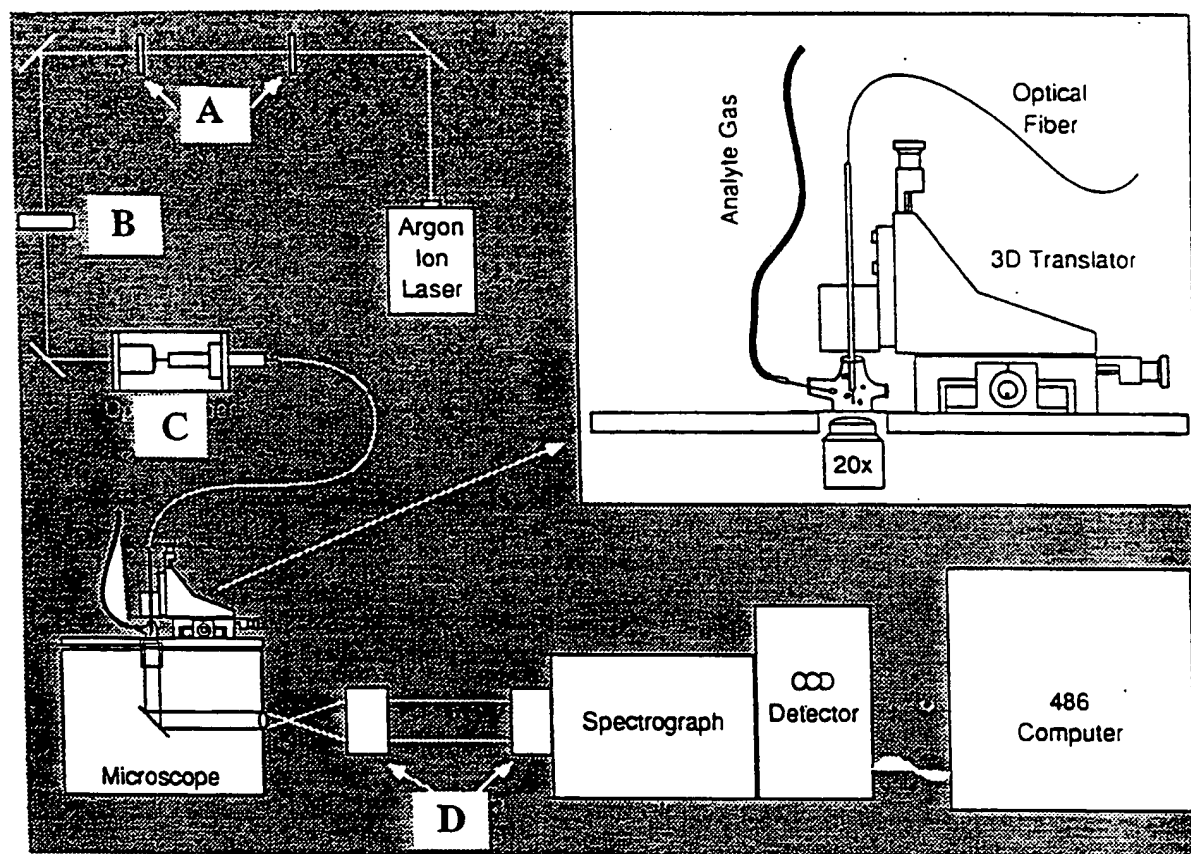 A
B
Argon
Ion
Laser
C
Analyte Gas
Optical
Fiber
3D Translator
20x
Microscope
D
Spectrograph
CCD
Detector
486
Computer